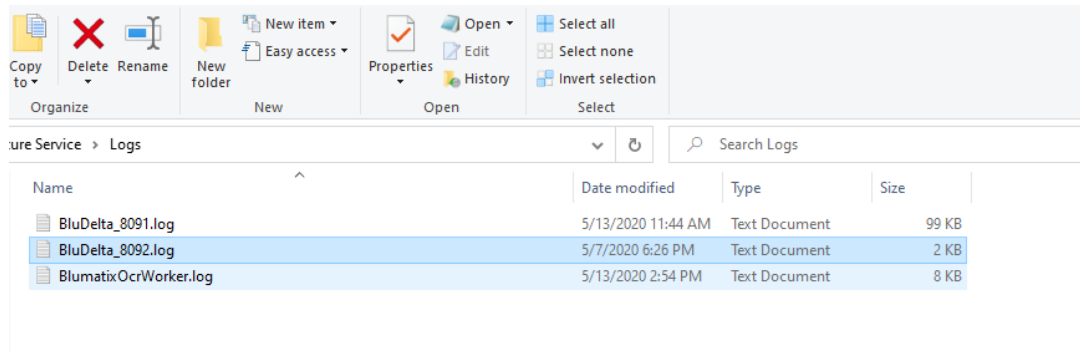 Copy to
Delete
Rename
New folder
New item
Easy access
Properties
Open
Edit
History
Select all
Select none
Invert selection
Organize
New
Open
Select
ure Service > Logs
Search Logs
Name Date modified Type Size
BluDelta_8091.log 5/13/2020 11:44 AM Text Document 99 KB
BluDelta_8092.log 5/7/2020 6:26 PM Text Document 2 KB
BlumatixOcrWorker.log 5/13/2020 2:54 PM Text Document 8 KB